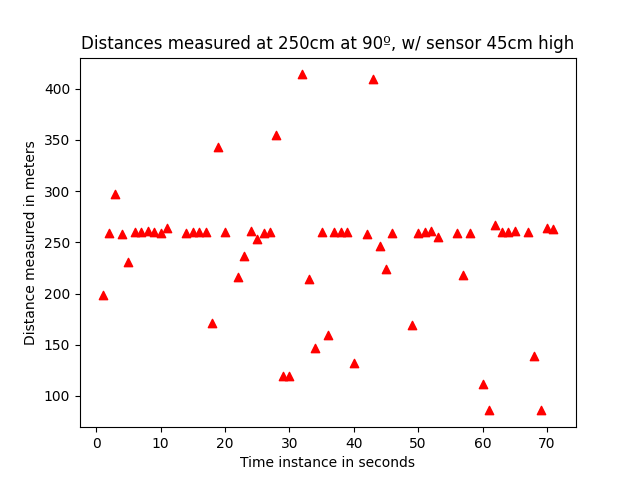 Distances measured at 250cm at 90º, w/ sensor 45cm high
400
350
300
250
200
150
100
Distance measured in meters
0 10 20 30 40 50 60 70
Time instance in seconds